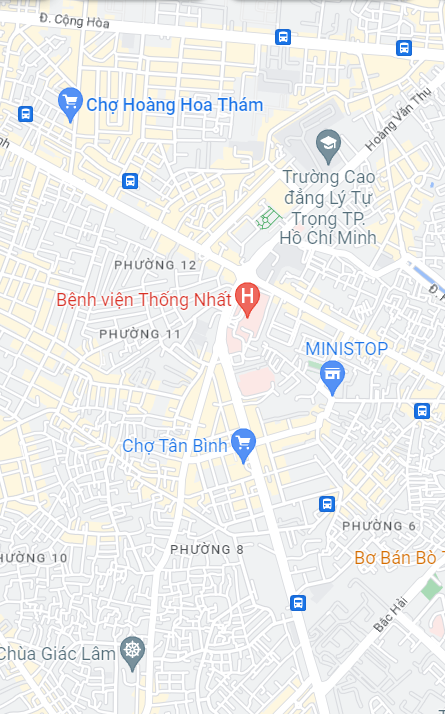 Đ. Cộng Hòa
Chợ Hoàng Hoa Thám
Hoàng Văn Thụ
Trường Cao
đẳng Lý Tự
Trọng TP.
Hồ Chí Minh
PHƯỜNG 12
Bệnh viện Thống Nhất
H
PHƯỜNG 11
MINISTOP
Chợ Tân Bình
PHƯỜNG 6
PHƯỜNG 8
PHƯỜNG 10
Bơ Bán Bò
Bắc Hải
Chùa Giác Lâm